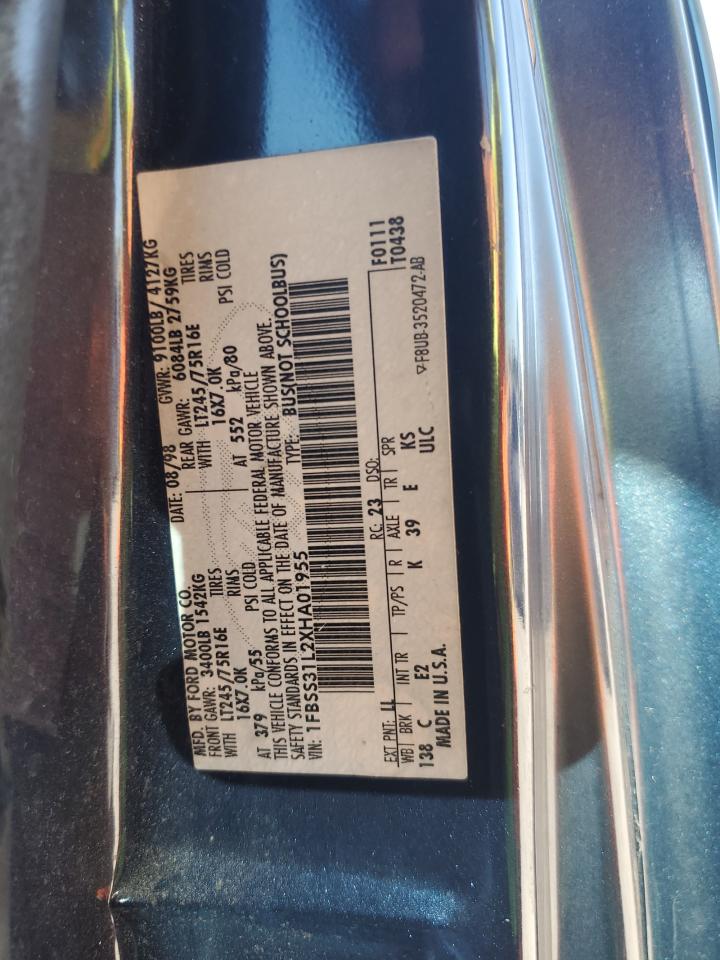 MFD. BY FORD MOTOR CO.
DATE: 08/98 GVWR: 9100LB/ 4127KG
FRONT GAWR: 3400LB 1542KG REAR GAWR: 6084LB 2759KG
WITH LT245/75R16E TIRES WITH LT245/75R16E TIRES
16X7.0K RIMS 16X7.0K RIMS
AT 379 kPa/55 PSI COLD AT 552 kPa/80 PSI COLD
THIS VEHICLE CONFORMS TO ALL APPLICABLE FEDERAL MOTOR VEHICLE
SAFETY STANDARDS IN EFFECT ON THE DATE OF MANUFACTURE SHOWN ABOVE.
VIN: 1FBSS31L2XHA01955 TYPE: BUS(NOT SCHOOLBUS)
F0111
EXT PNT: LL RC: 23 DSO: T0438
WB BRK INT TR TP/PS R AXLE TR SPR
138 C E2 K 39 E KS
MADE IN U.S.A. ULC
F8UB-3520472-AB